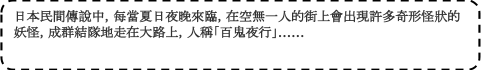 日本民間傳說中，每當夏日夜晚來臨，在空無一人的街上會出現許多奇形怪狀的
妖怪，成群結隊地走在大路上，人稱「百鬼夜行」……